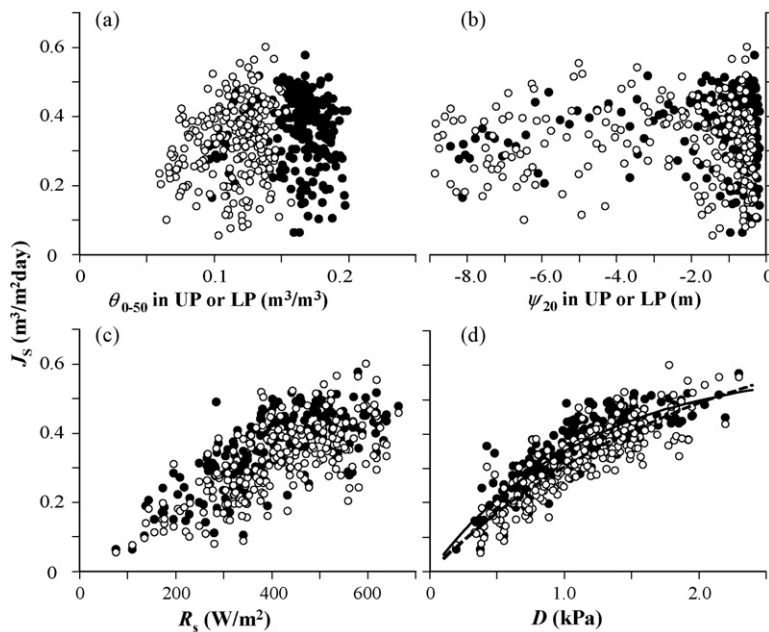 (a) (b)
0.6
0.4
0.2
0
0 0.1 0.2 -8.0 -6.0 -4.0 -2.0 0
θ0-50 in UP or LP (m³/m³) ψ20 in UP or LP (m)
JS (m³/m²day)
(c) (d)
0.6
0.4
0.2
0
0 200 400 600 0 1.0 2.0
Rs (W/m²) D (kPa)